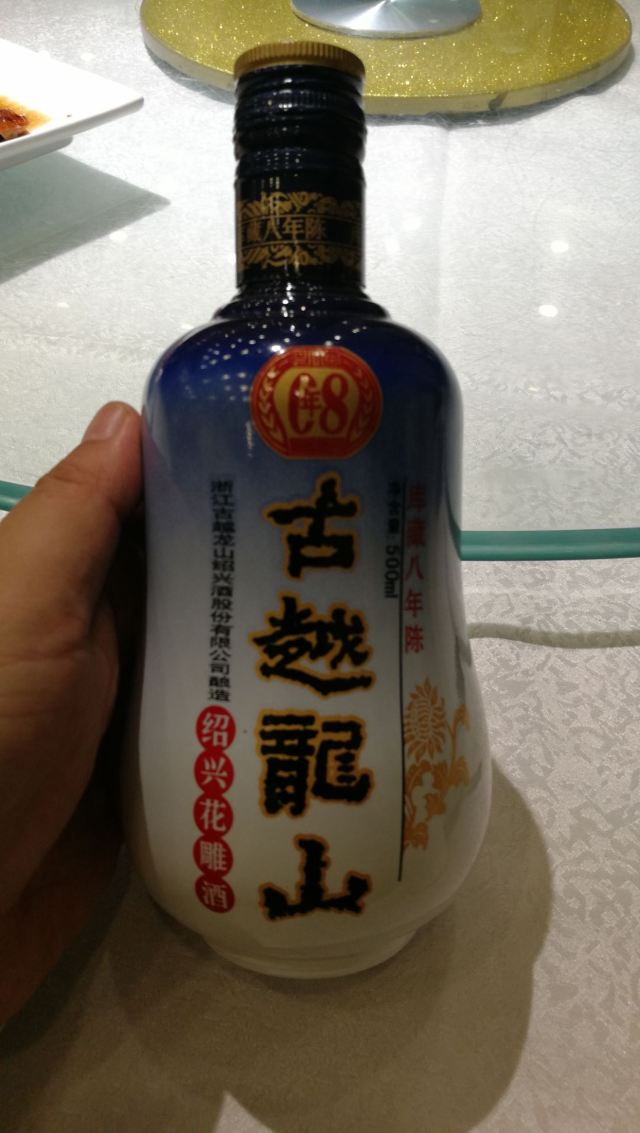 藏八年陈
年
8
古越龍山
库藏八年陈
净含量:500ml
浙江古越龙山绍兴酒股份有限公司酿造
绍兴花雕酒